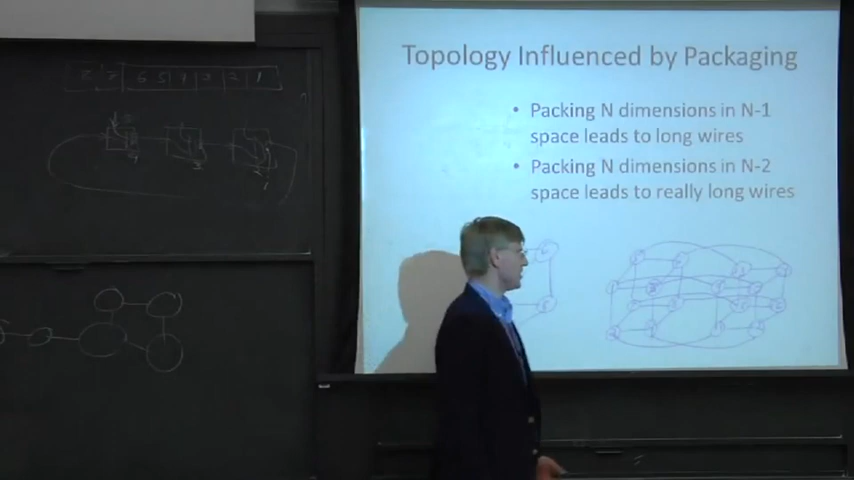 Topology Influenced by Packaging
• Packing N dimensions in N-1
space leads to long wires
• Packing N dimensions in N-2
space leads to really long wires